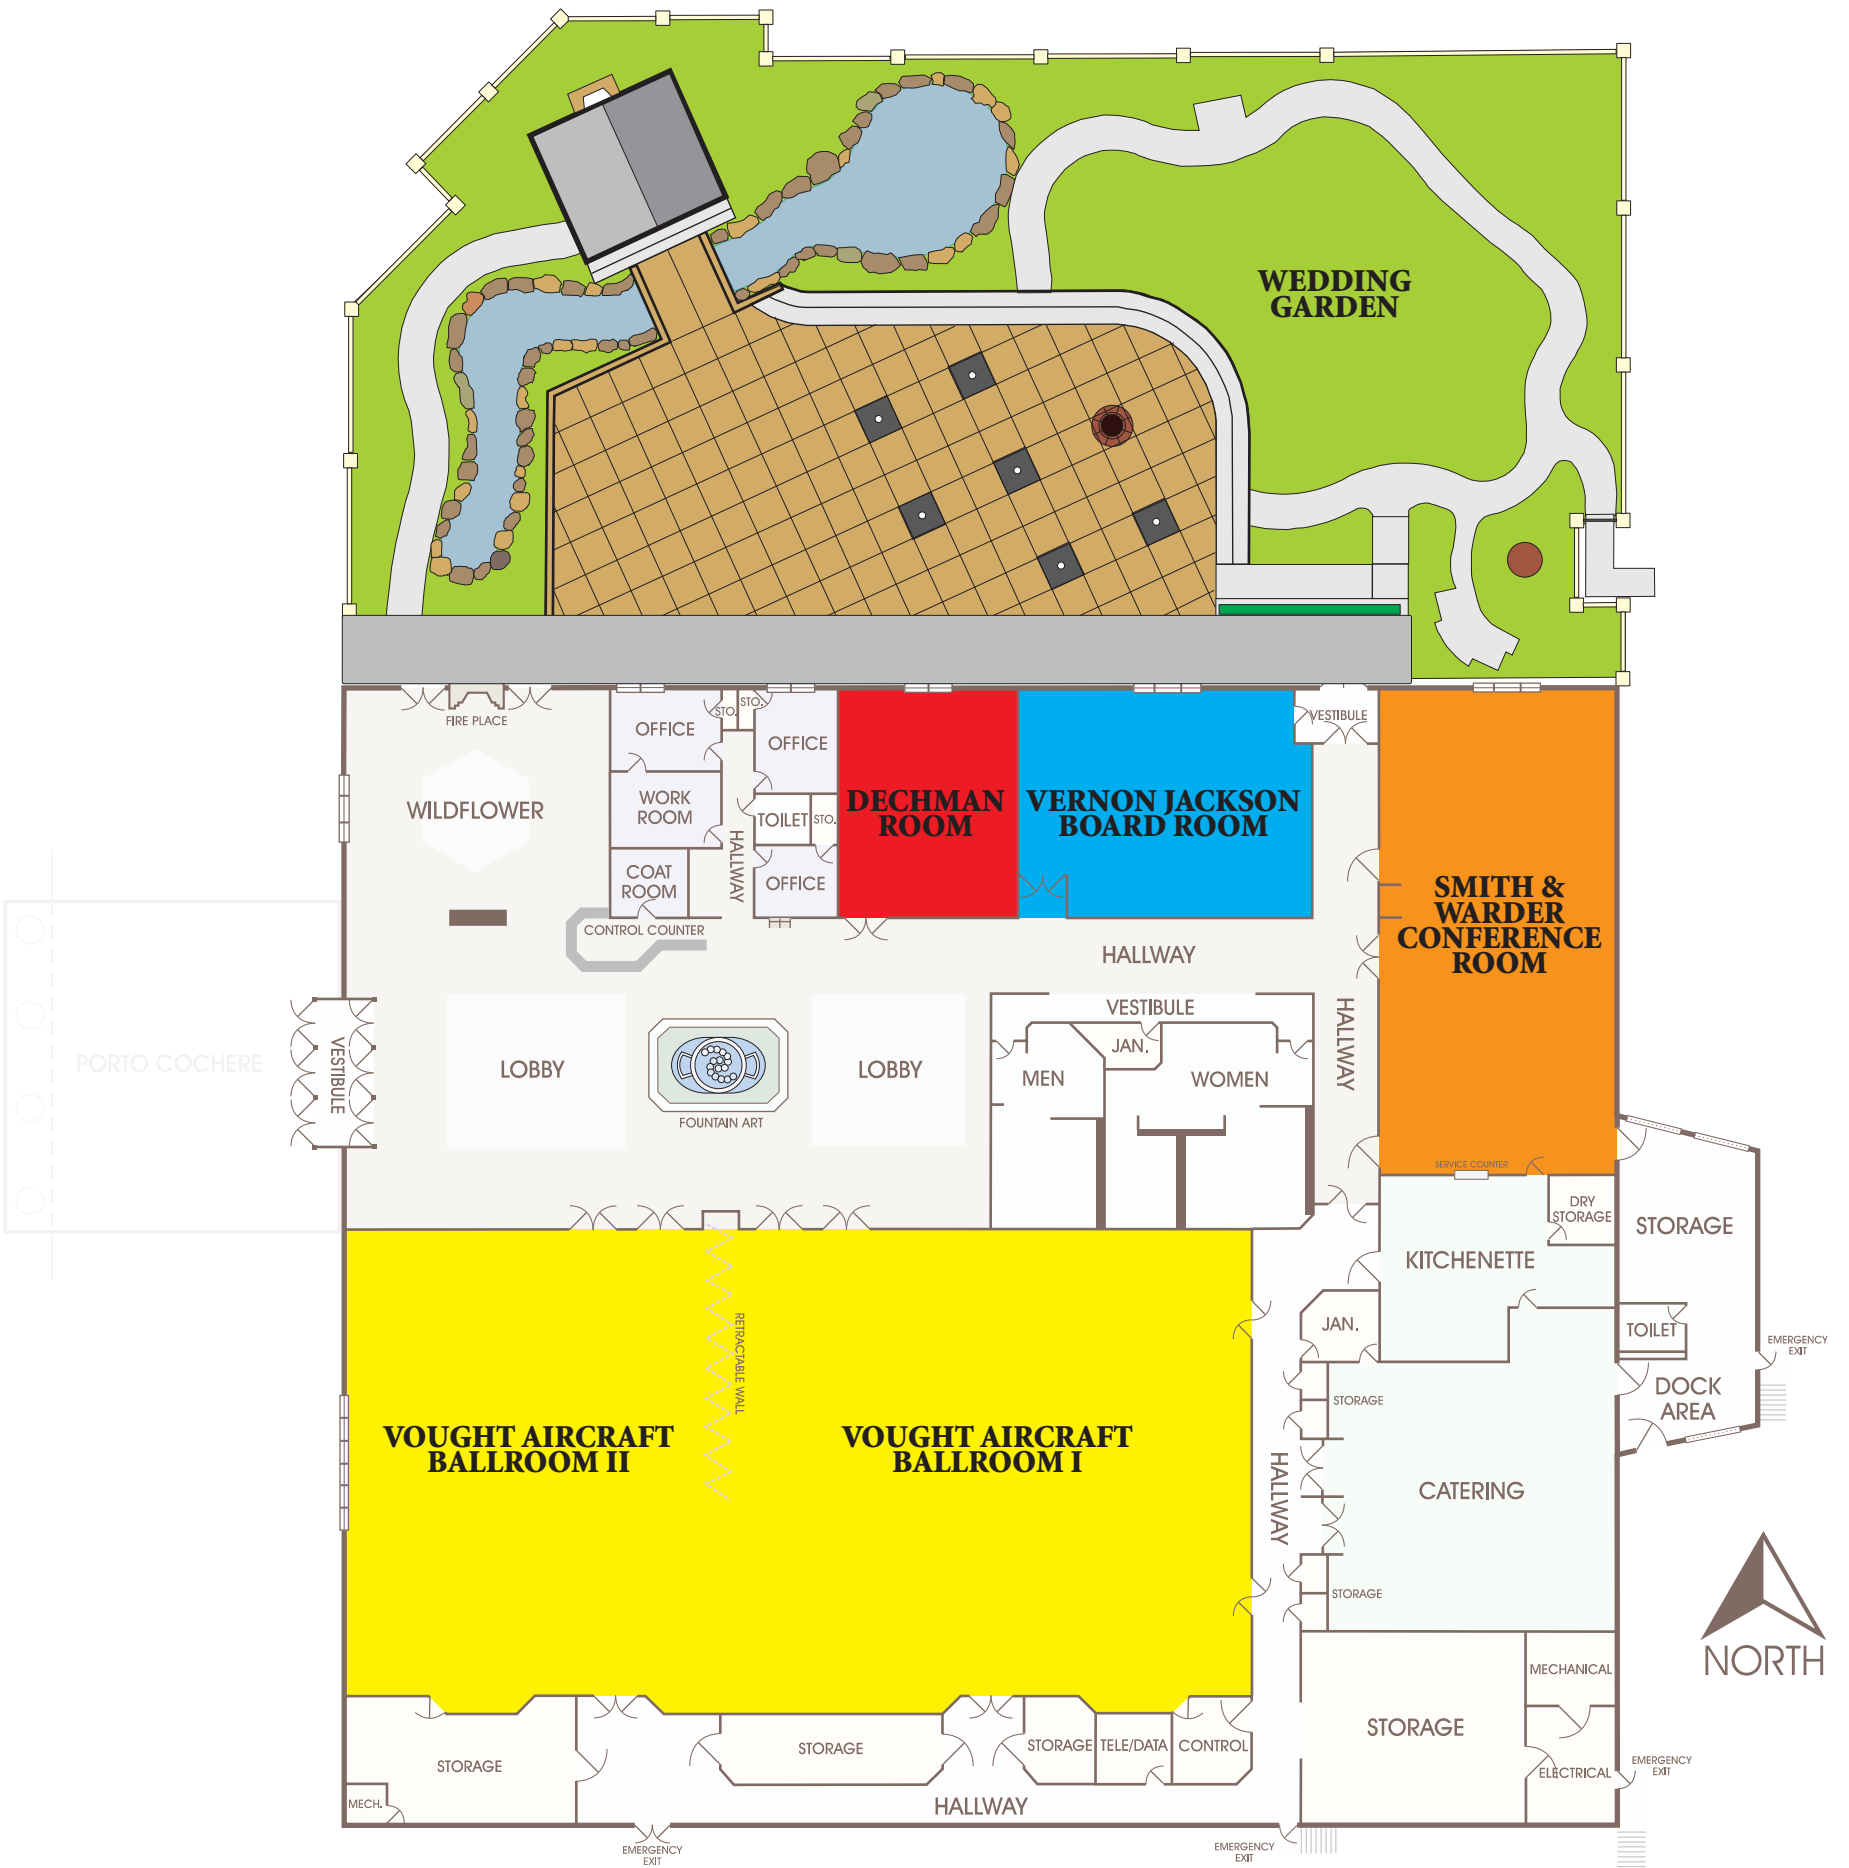 WEDDING
GARDEN
FIRE PLACE
OFFICE
STO.
STO.
OFFICE
VESTIBULE
WILDFLOWER
WORK
ROOM
TOILET
STO.
HALLWAY
COAT
ROOM
OFFICE
DECHMAN
ROOM
VERNON JACKSON
BOARD ROOM
SMITH &
WARDER
CONFERENCE
ROOM
CONTROL COUNTER
HALLWAY
HALLWAY
VESTIBULE
JAN.
MEN
WOMEN
PORTO COCHERE
VESTIBULE
LOBBY
FOUNTAIN ART
LOBBY
SERVICE COUNTER
DRY
STORAGE
STORAGE
KITCHENETTE
JAN.
TOILET
EMERGENCY
EXIT
DOCK
AREA
RETRACTABLE WALL
VOUGHT AIRCRAFT
BALLROOM II
VOUGHT AIRCRAFT
BALLROOM I
STORAGE
HALLWAY
CATERING
STORAGE
NORTH
MECHANICAL
STORAGE
ELECTRICAL
EMERGENCY
EXIT
STORAGE
MECH.
STORAGE
STORAGE
TELE/DATA
CONTROL
HALLWAY
EMERGENCY
EXIT
EMERGENCY
EXIT